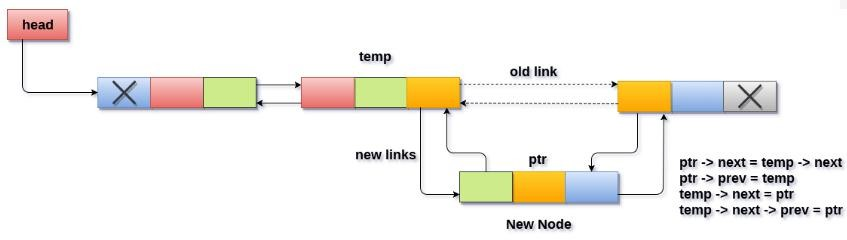 head
temp
old link
new links
ptr
New Node
ptr -> next = temp -> next
ptr -> prev = temp
temp -> next = ptr
temp -> next -> prev = ptr